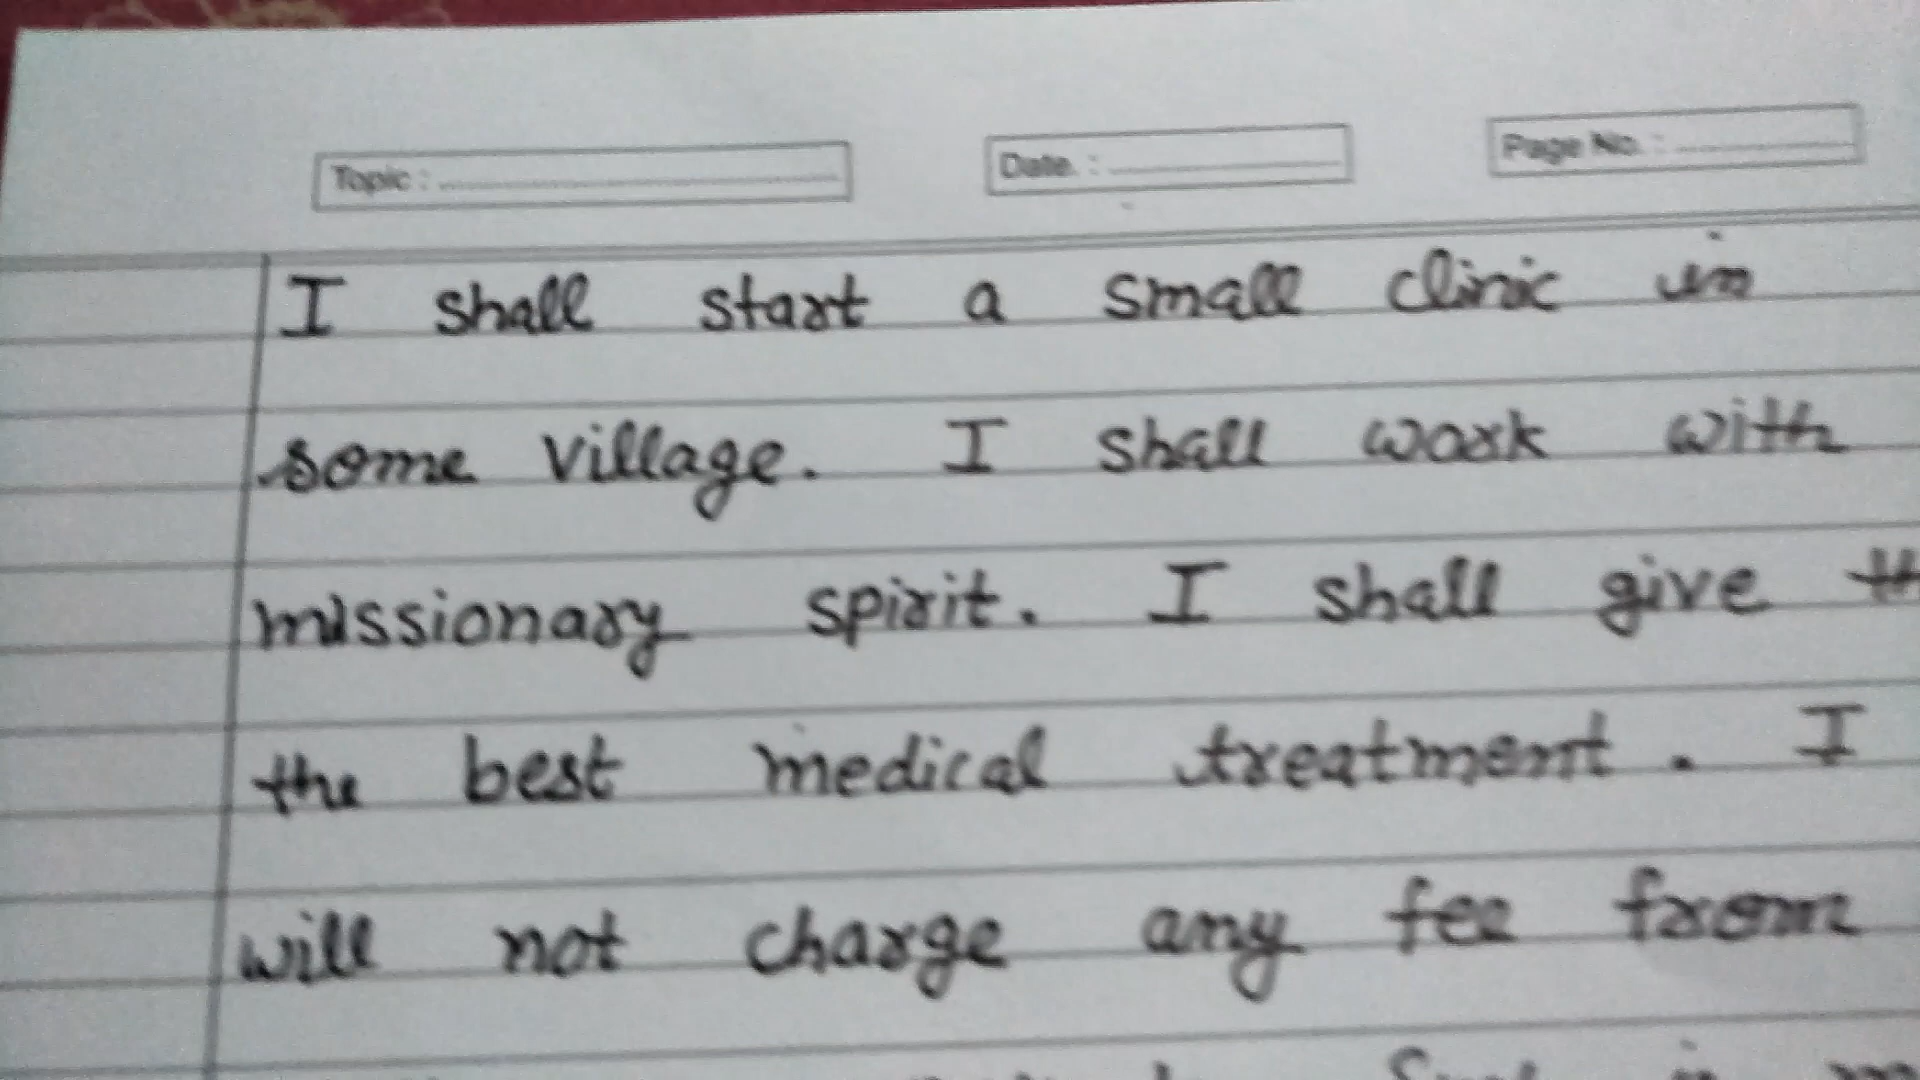 Topic : Date. : Page No. :
I shall start a small clinic in
some village. I shall work with
missionary spirit. I shall give
the best medical treatment. I
will not charge any fee from